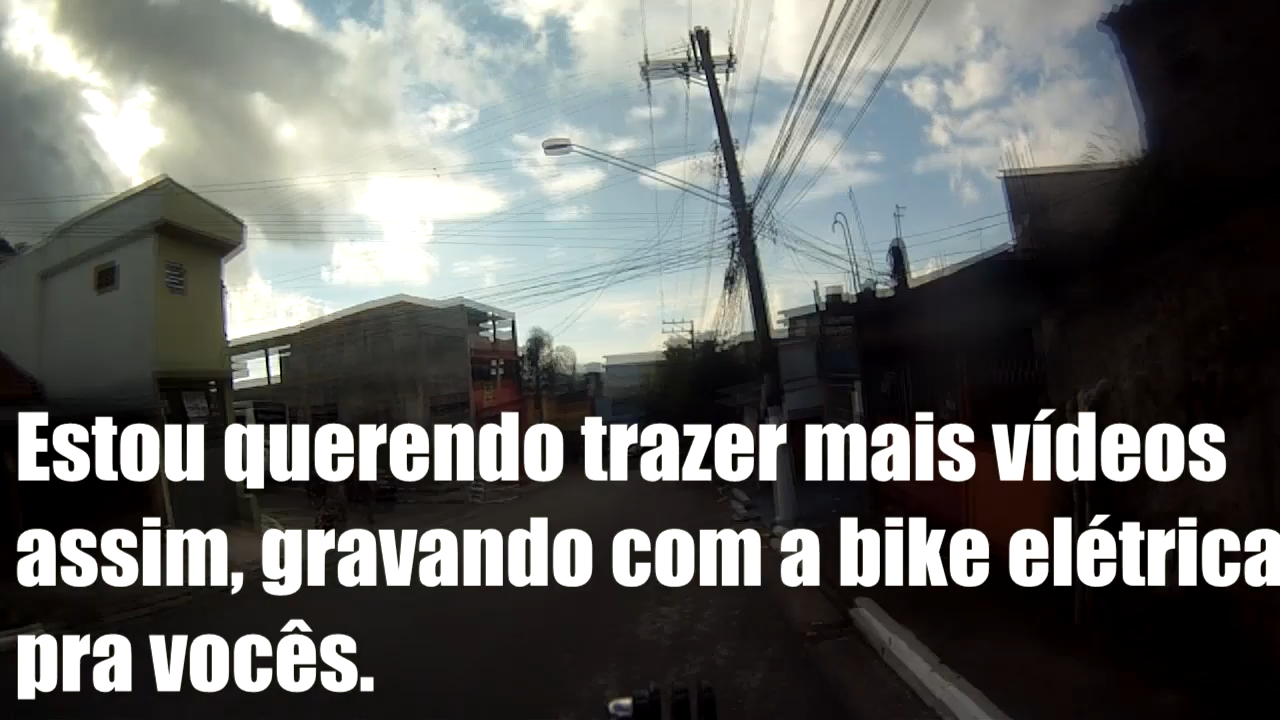 Estou querendo trazer mais vídeos
assim, gravando com a bike elétrica
pra vocês.